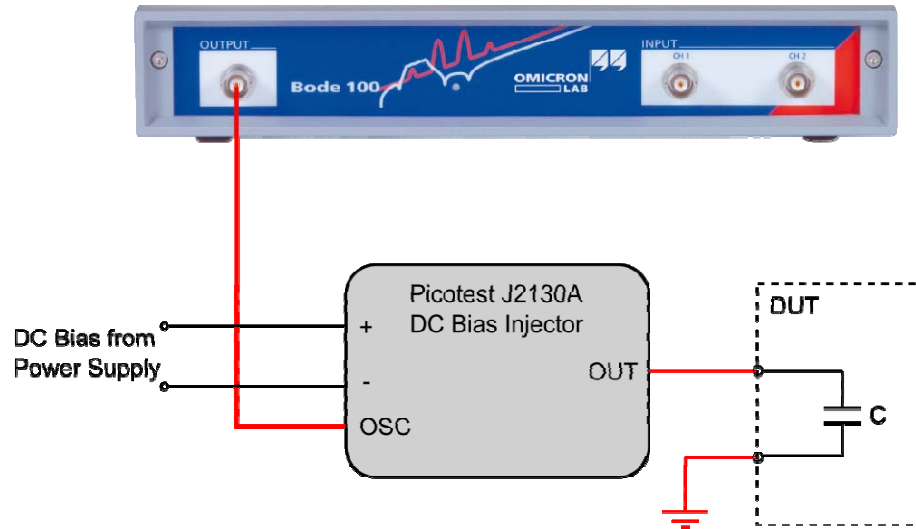 OUTPUT
Bode 100
OMICRON
LAB
INPUT
CH 1
CH 2
Picotest J2130A
DC Bias Injector
DC Bias from
Power Supply
+
-
OSC
OUT
DUT
C